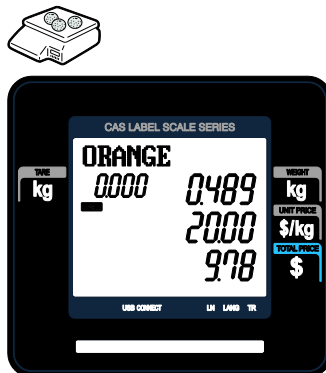 CAS LABEL SCALE SERIES
ORANGE
TARE
kg
0.000
0.489
WEIGHT
kg
20.00
UNIT PRICE
$/kg
9.78
TOTAL PRICE
$
USB CONNECT
LN LANG TR